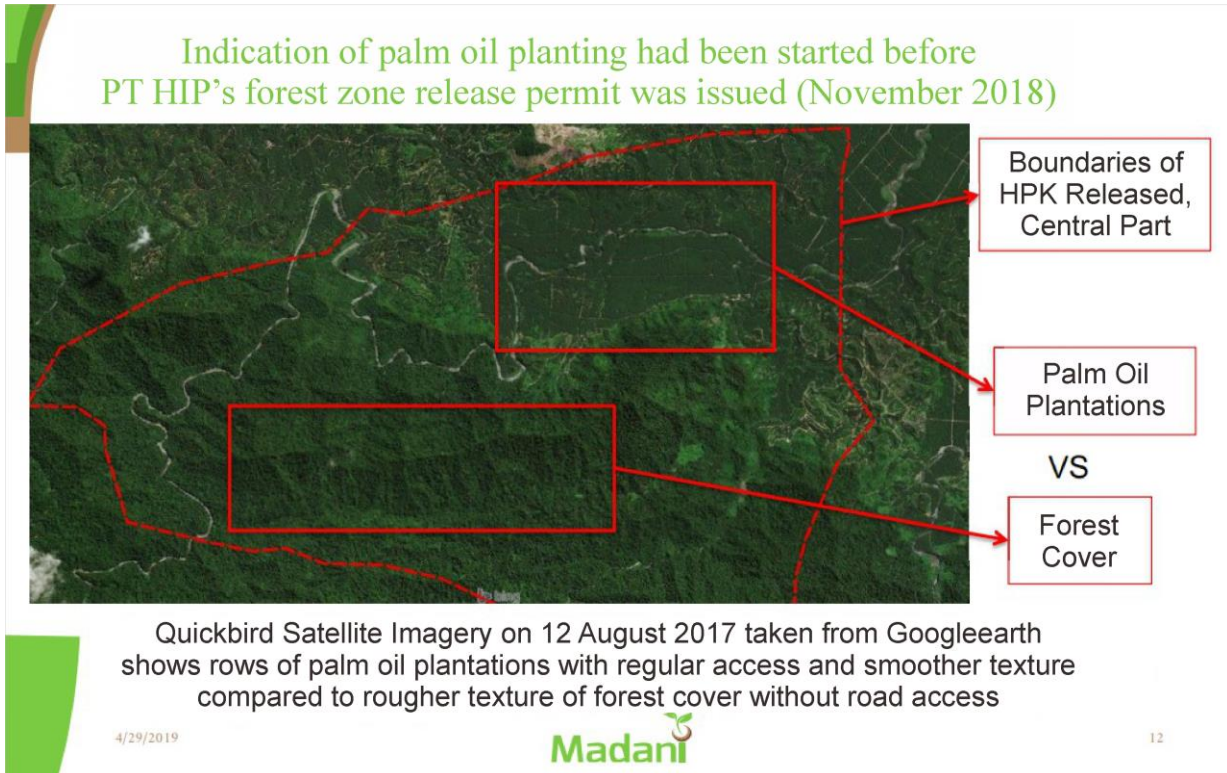 Indication of palm oil planting had been started before
PT HIP's forest zone release permit was issued (November 2018)
Boundaries of
HPK Released,
Central Part
Palm Oil
Plantations
VS
Forest
Cover
Quickbird Satellite Imagery on 12 August 2017 taken from Googleearth
shows rows of palm oil plantations with regular access and smoother texture
compared to rougher texture of forest cover without road access
4/29/2019
Madani
12